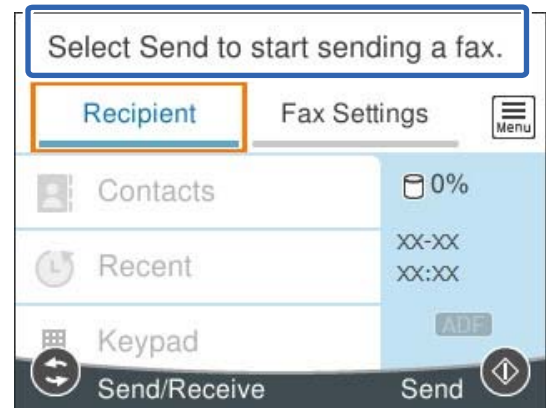 Select Send to start sending a fax.
Recipient Fax Settings Menu
Contacts 0%
XX-XX
Recent XX:XX
Keypad ADF
Send/Receive Send